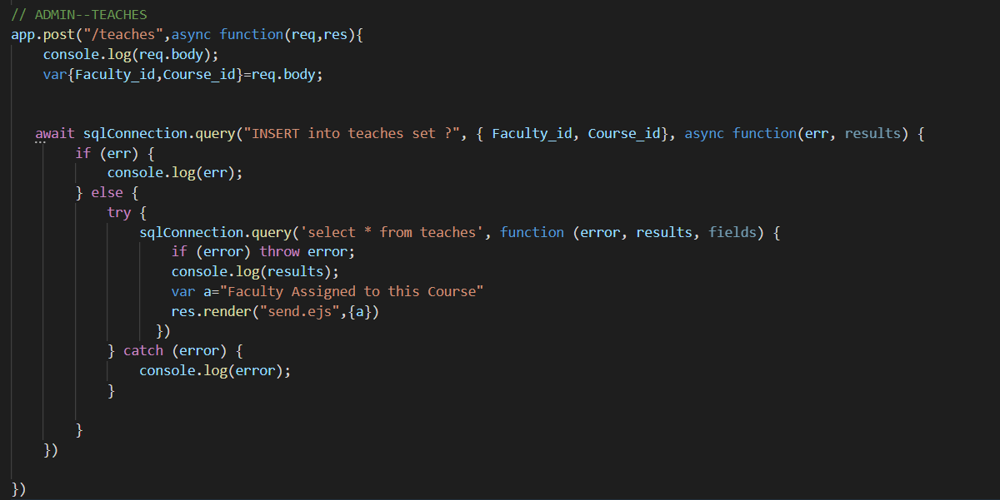 // ADMIN--TEACHES
app.post("/teaches",async function(req,res){
    console.log(req.body);
    var{Faculty_id,Course_id}=req.body;
   await sqlConnection.query("INSERT into teaches set ?", { Faculty_id, Course_id}, async function(err, results) {
        if (err) {
            console.log(err);
        } else {
            try {
                sqlConnection.query('select * from teaches', function (error, results, fields) {
                    if (error) throw error;
                    console.log(results);
                    var a="Faculty Assigned to this Course"
                    res.render("send.ejs",{a})
                  })
            } catch (error) {
                console.log(error);
            }
        }
    })
})